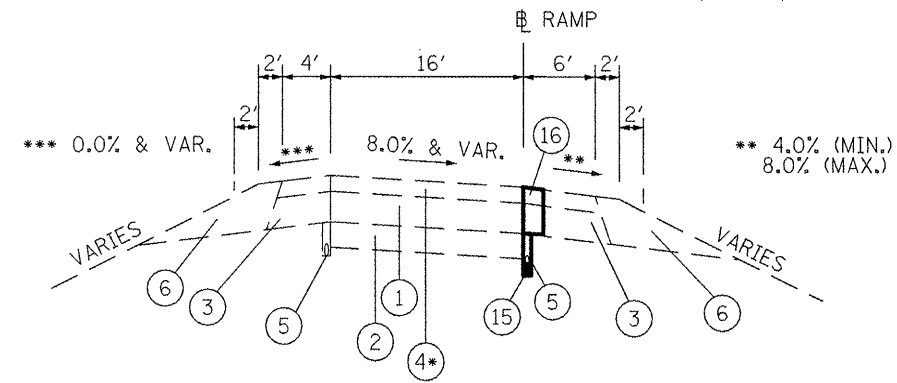 ℄ RAMP
2' 4' 16' 6' 2'
2' 2'
*** 0.0% & VAR. *** 8.0% & VAR. ** ** 4.0% (MIN.)
8.0% (MAX.)
16
VARIES VARIES
6 3 5 2 1 4* 15 5 3 6